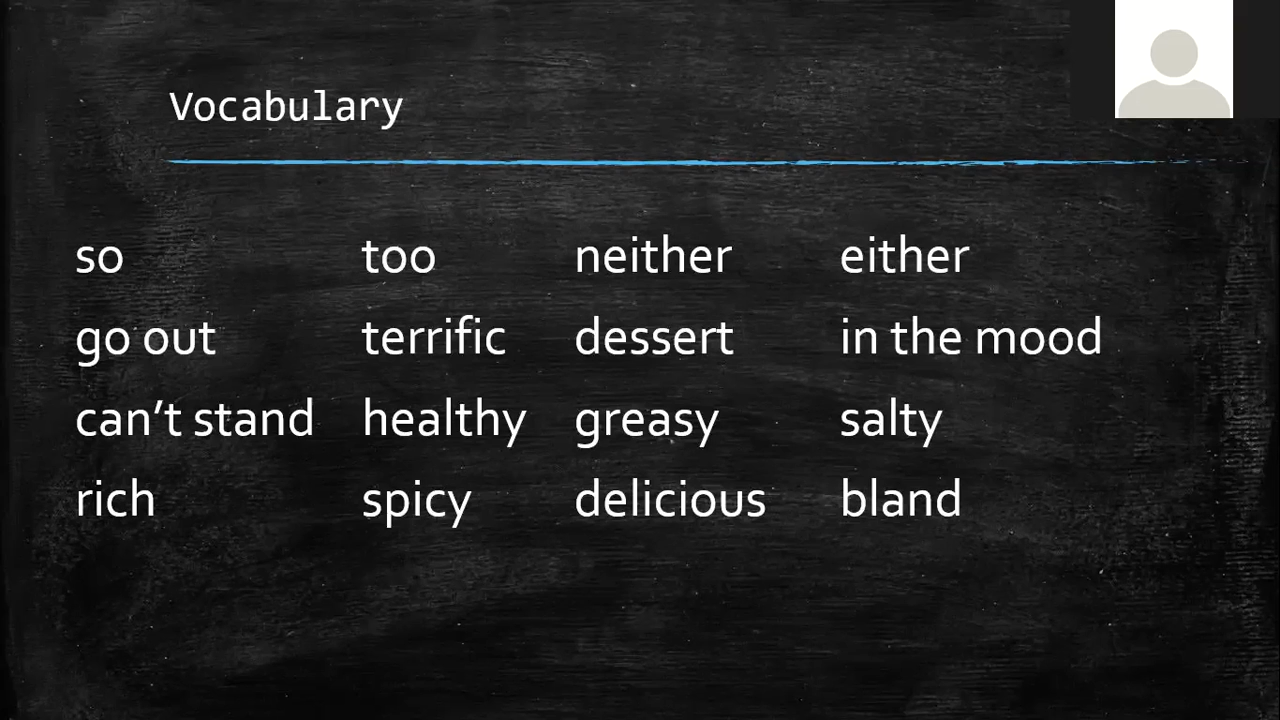 Vocabulary
so too neither either
go out terrific dessert in the mood
can’t stand healthy greasy salty
rich spicy delicious bland